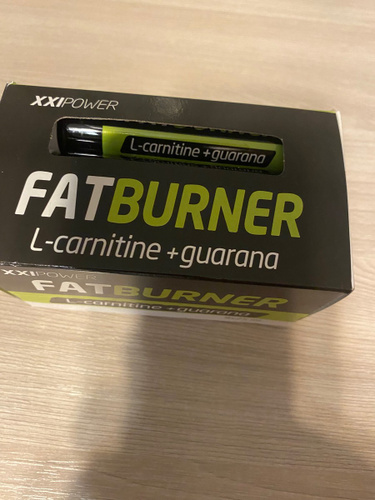 XXIPOWER
L-carnitine +guarana
FATBURNER
L-carnitine +guarana
XXIPOWER
FATBURNER
L-carnitine +guarana